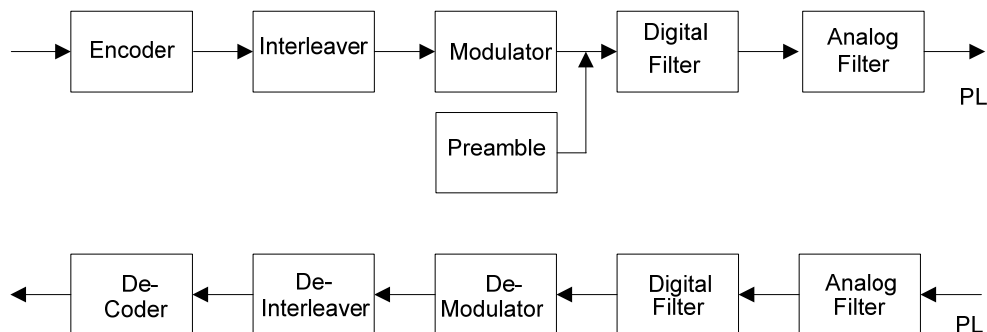 Encoder
Interleaver
Modulator
Digital
Filter
Analog
Filter
PL
Preamble
De-
Coder
De-
Interleaver
De-
Modulator
Digital
Filter
Analog
Filter
PL